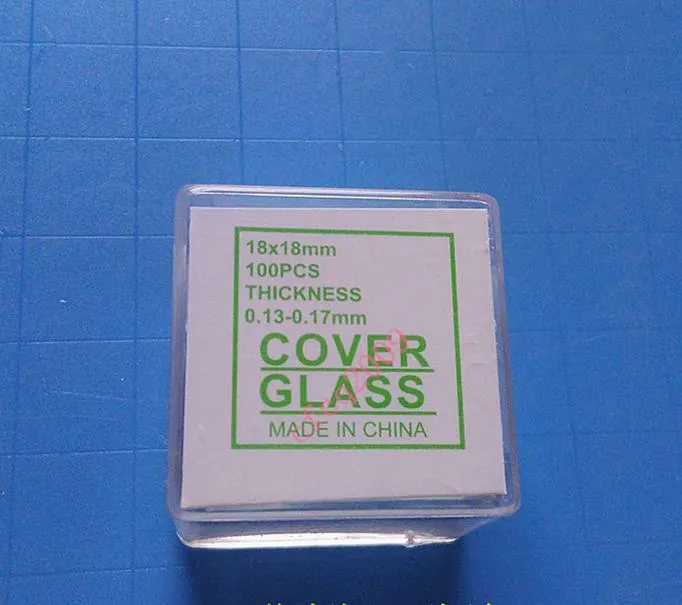 18x18mm
100PCS
THICKNESS
0.13-0.17mm
COVER
GLASS
MADE IN CHINA